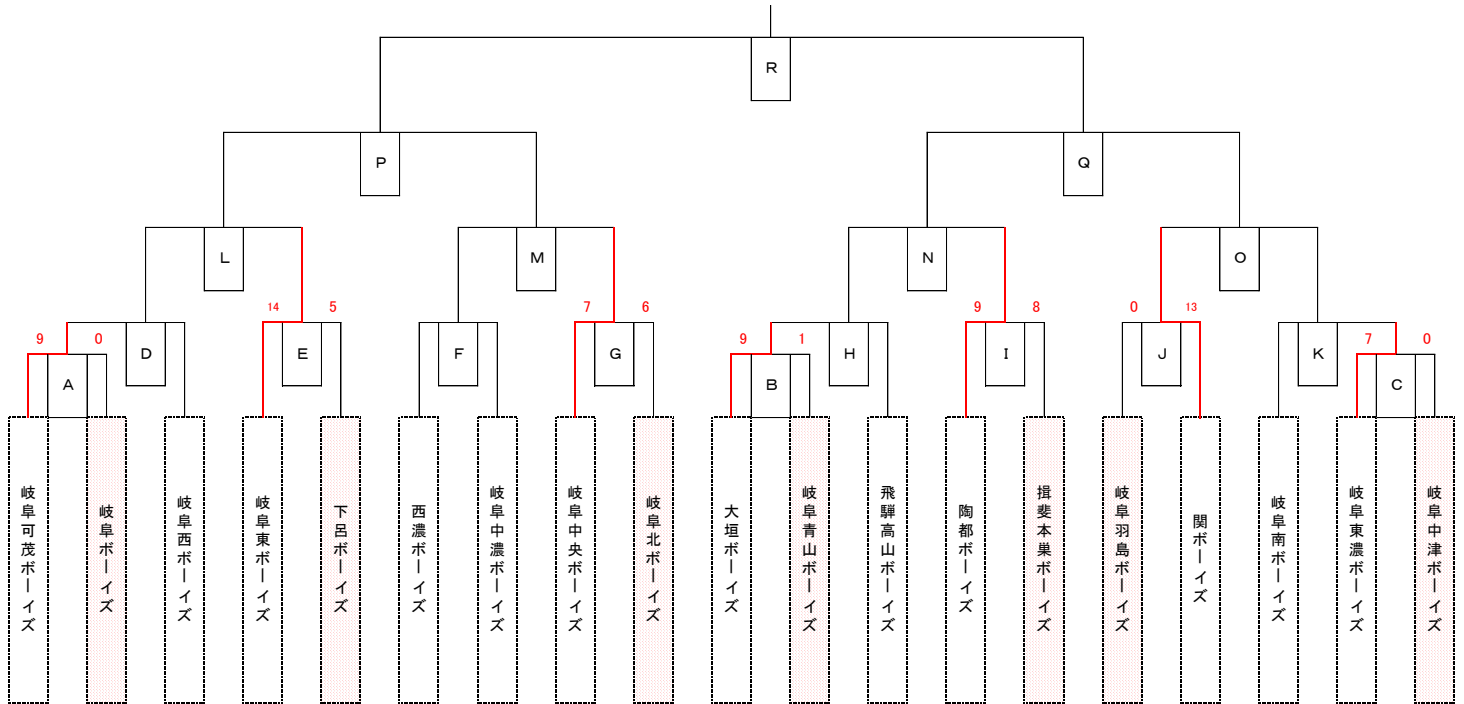 R
P
Q
L
M
N
O
14
5
7
6
9
8
0
13
9
0
D
E
F
G
9
1
H
I
J
K
7
0
A
B
C
岐阜可茂ボーイズ
岐阜ボーイズ
岐阜西ボーイズ
岐阜東ボーイズ
下呂ボーイズ
西濃ボーイズ
岐阜中濃ボーイズ
岐阜中央ボーイズ
岐阜北ボーイズ
大垣ボーイズ
岐阜青山ボーイズ
飛騨高山ボーイズ
陶都ボーイズ
揖斐本巣ボーイズ
岐阜羽島ボーイズ
関ボーイズ
岐阜南ボーイズ
岐阜東濃ボーイズ
岐阜中津ボーイズ